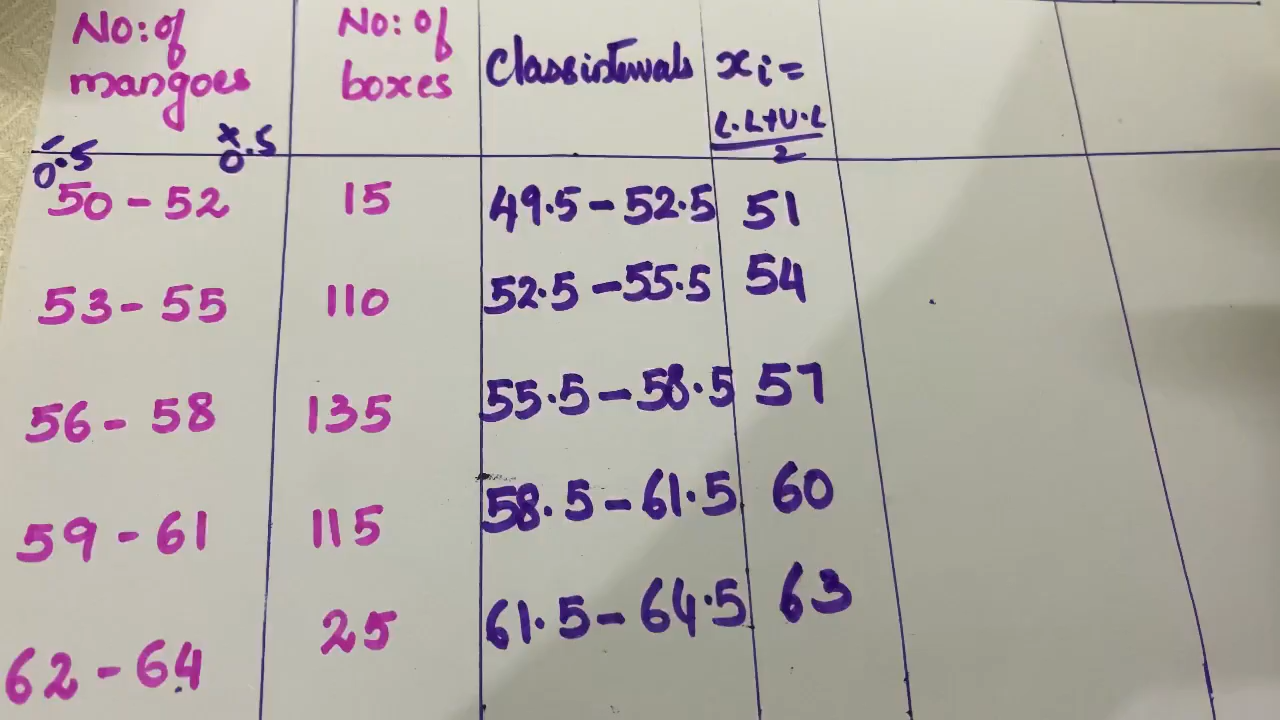 No: of mangoes No: of boxes Class intervals xi = L.L+U.L/2
-0.5 +0.5
50 - 52 15 49.5 - 52.5 51
53 - 55 110 52.5 - 55.5 54
56 - 58 135 55.5 - 58.5 57
59 - 61 115 58.5 - 61.5 60
62 - 64 25 61.5 - 64.5 63